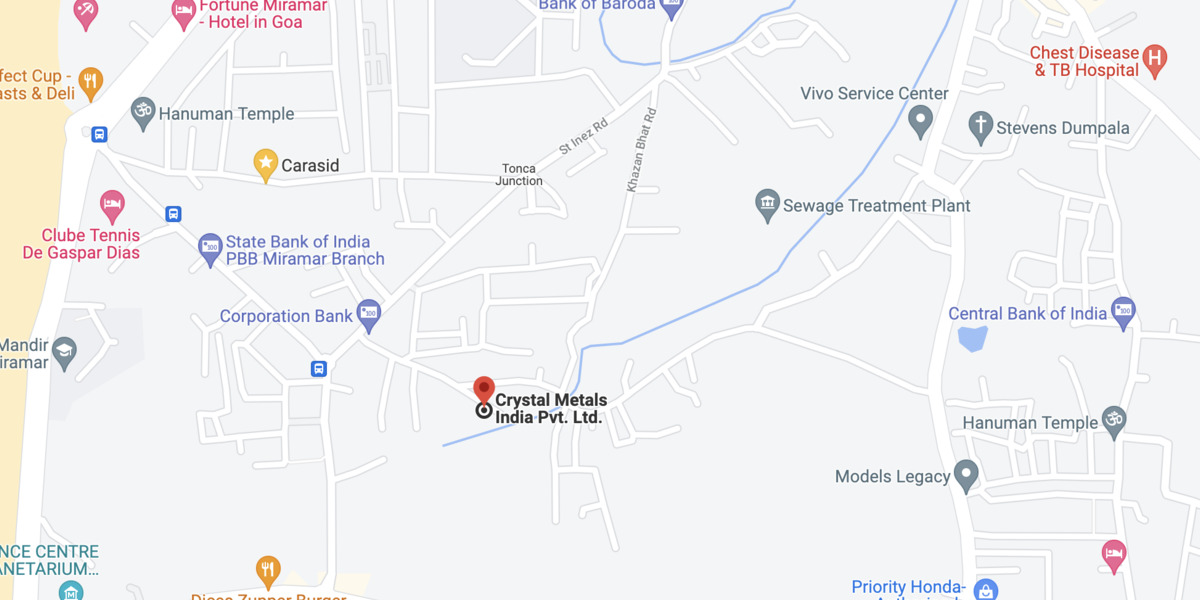 Fortune Miramar
- Hotel in Goa
Bank of Baroda
Chest Disease
& TB Hospital
H
fect Cup -
asts & Deli
Vivo Service Center
Hanuman Temple
Stevens Dumpala
St Inez Rd
Khazan Bhat Rd
Carasid
Tonca
Junction
Sewage Treatment Plant
Clube Tennis
De Gaspar Dias
State Bank of India
PBB Miramar Branch
Corporation Bank
Central Bank of India
Mandir
iramar
Crystal Metals
India Pvt. Ltd.
Hanuman Temple
Models Legacy
NCE CENTRE
ANETARIUM...
Priority Honda-